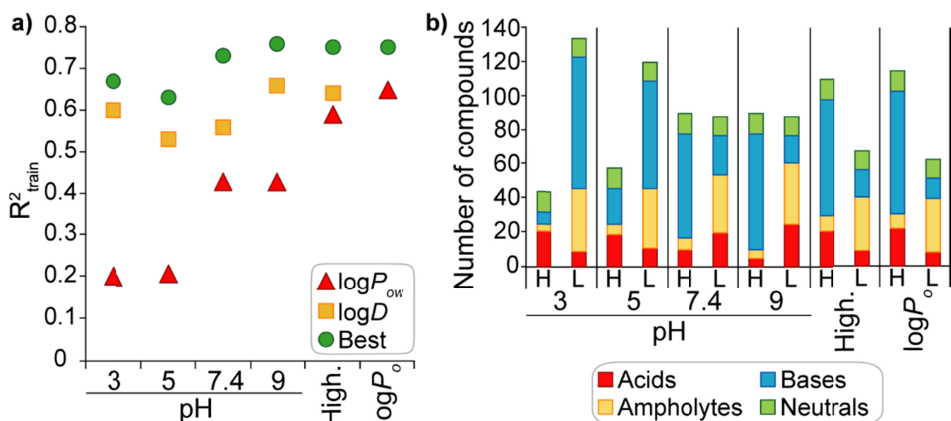 a)
0.8
0.7
0.6
0.5
0.4
0.3
0.2
0.1
0
R²train
logPow
logD
Best
3 5 7.4 9 High. ogPo
pH
b)
140
120
100
80
60
40
20
0
Number of compounds
H L H L H L H L H L H L
3 5 7.4 9 High. logPo
pH
Acids Bases
Ampholytes Neutrals